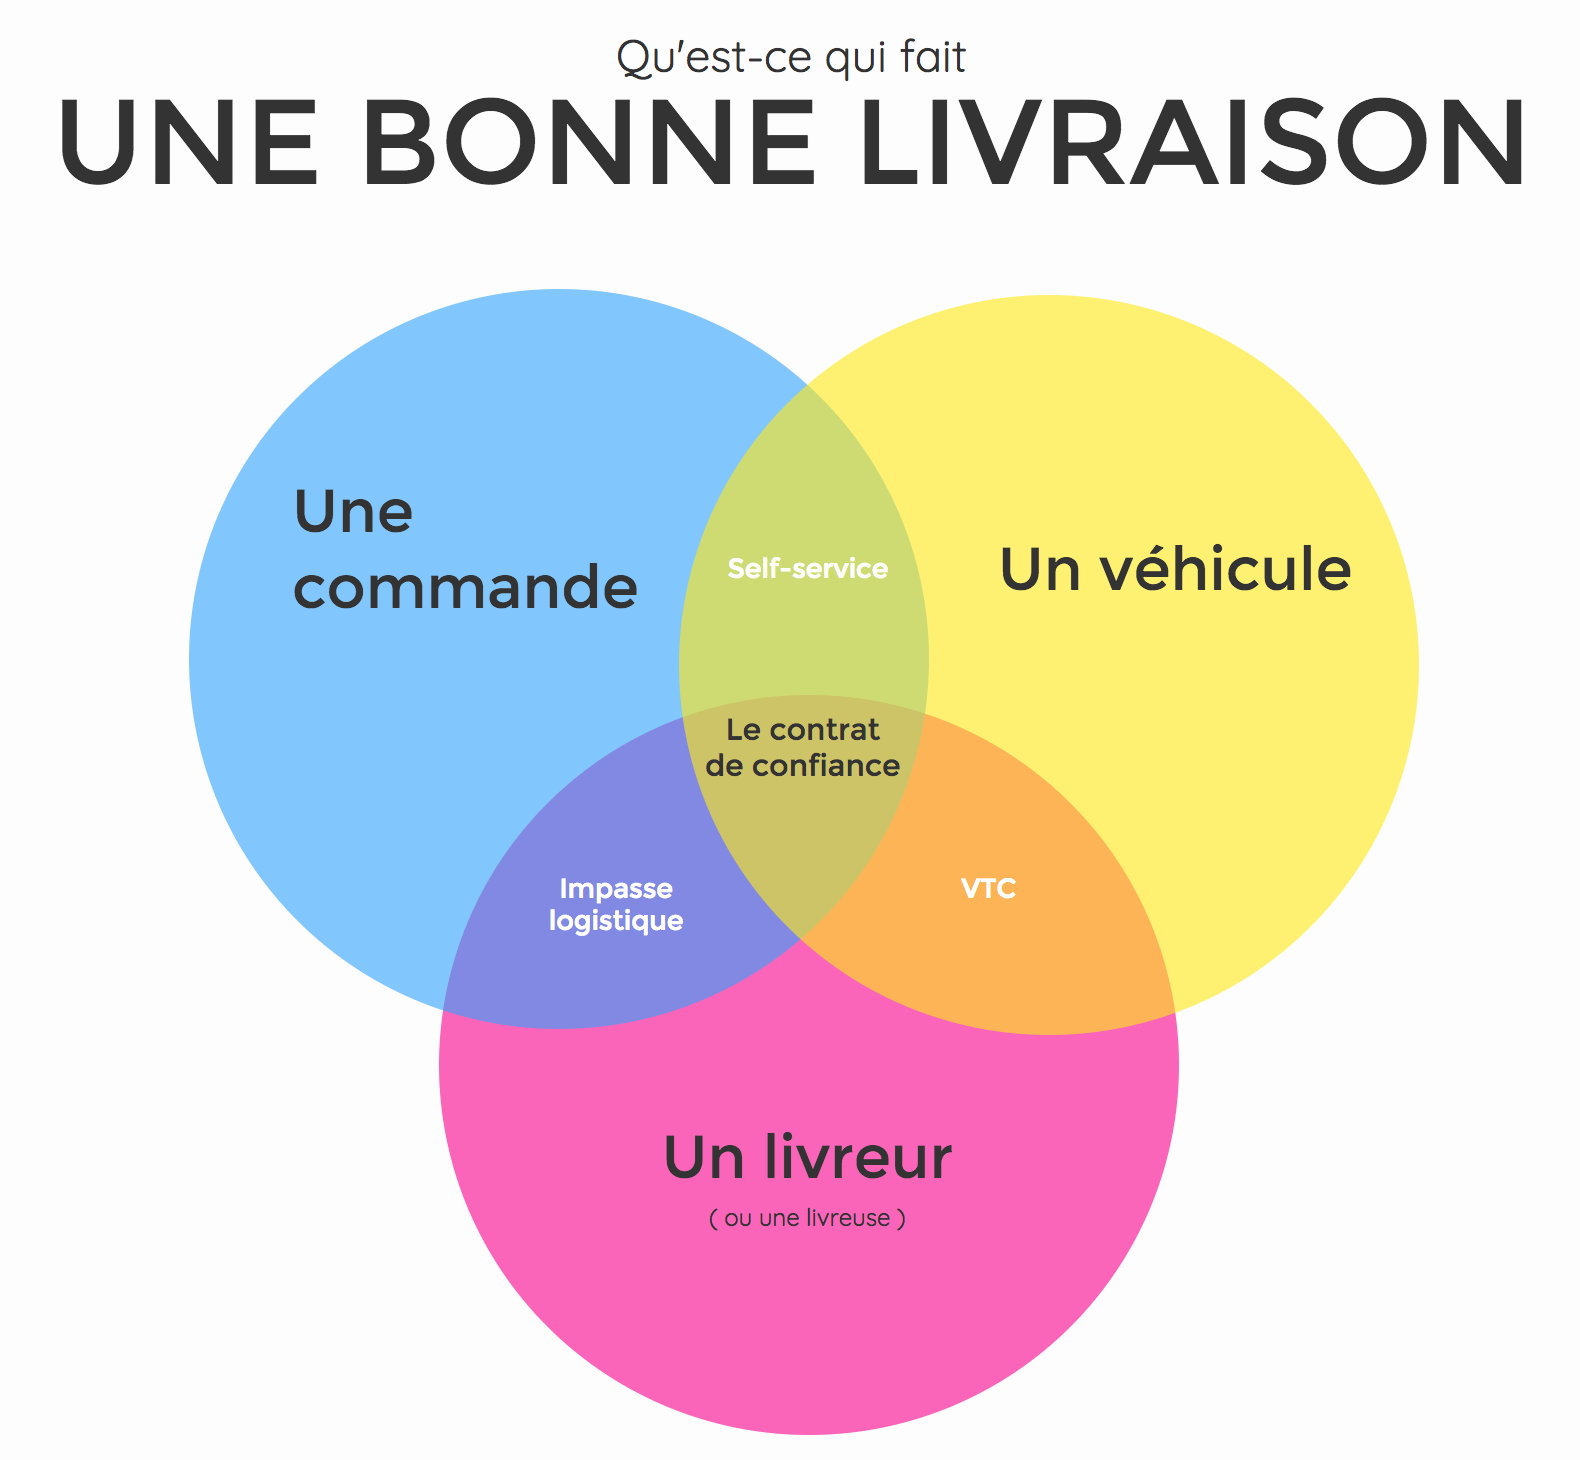 Qu'est-ce qui fait
UNE BONNE LIVRAISON
Une
commande
Self-service
Un véhicule
Le contrat
de confiance
Impasse
logistique
VTC
Un livreur
( ou une livreuse )